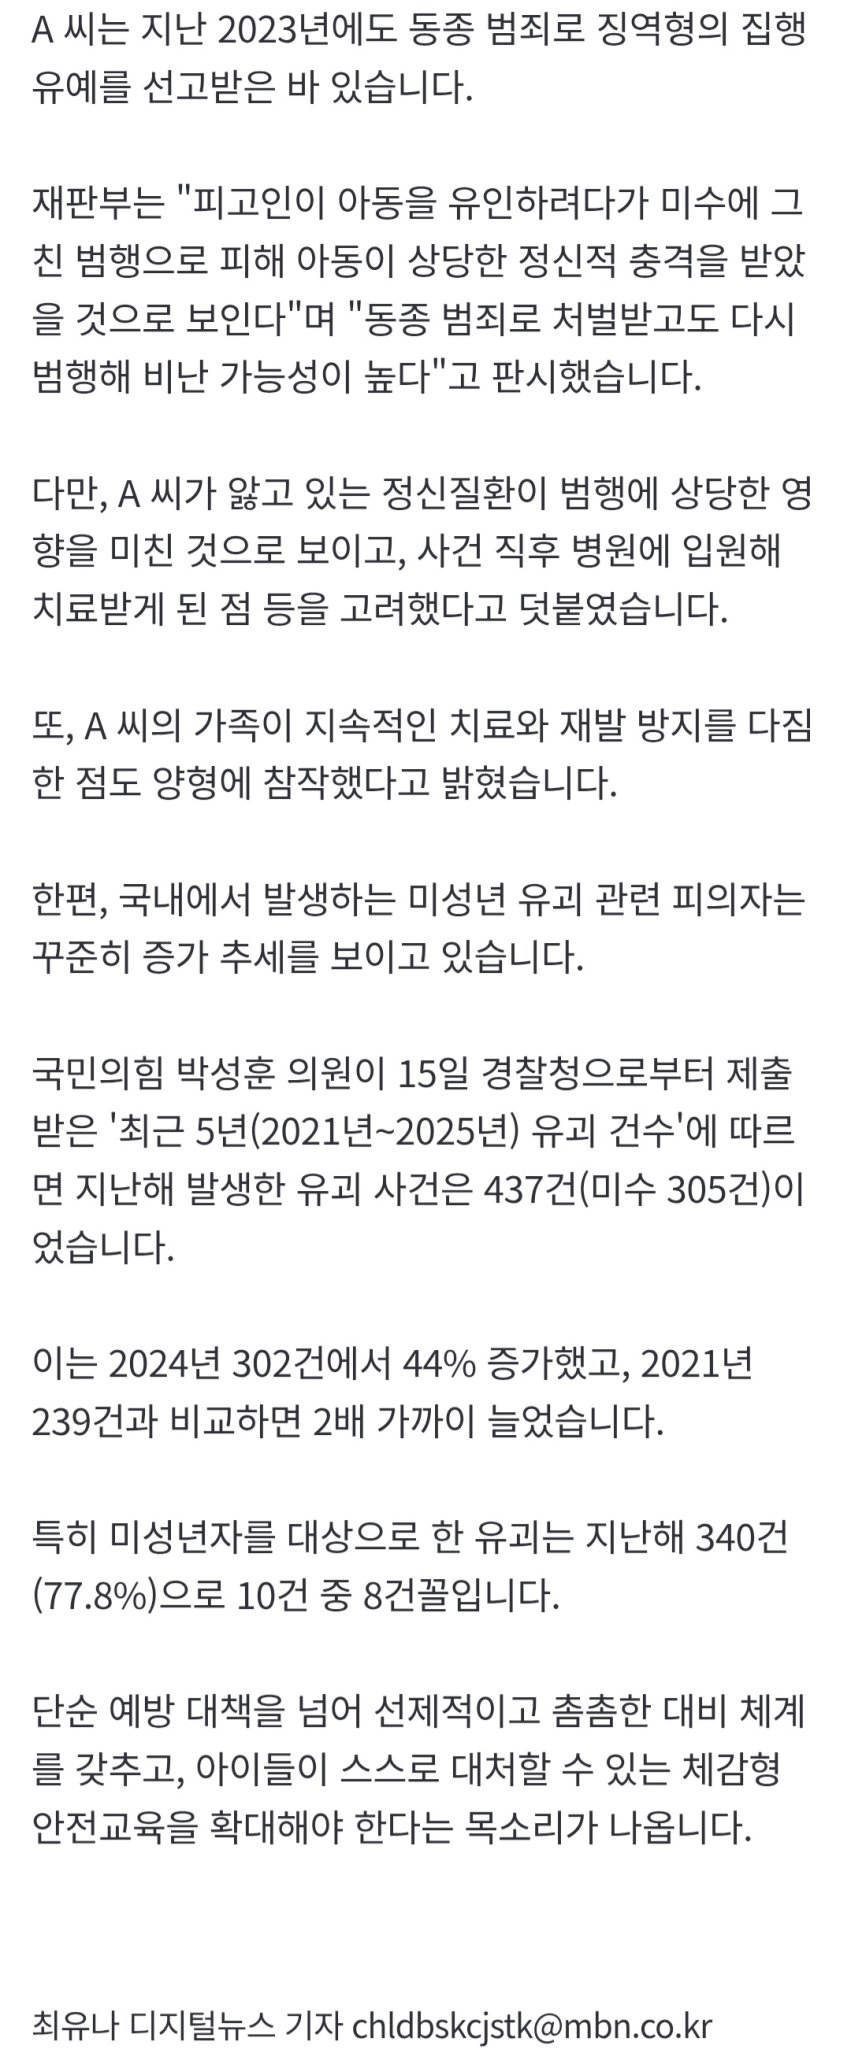 A 씨는 지난 2023년에도 동종 범죄로 징역형의 집행
유예를 선고받은 바 있습니다.
재판부는 "피고인이 아동을 유인하려다가 미수에 그
친 범행으로 피해 아동이 상당한 정신적 충격을 받았
을 것으로 보인다"며 "동종 범죄로 처벌받고도 다시
범행해 비난 가능성이 높다"고 판시했습니다.
다만, A 씨가 앓고 있는 정신질환이 범행에 상당한 영
향을 미친 것으로 보이고, 사건 직후 병원에 입원해
치료받게 된 점 등을 고려했다고 덧붙였습니다.
또, A 씨의 가족이 지속적인 치료와 재발 방지를 다짐
한 점도 양형에 참작했다고 밝혔습니다.
한편, 국내에서 발생하는 미성년 유괴 관련 피의자는
꾸준히 증가 추세를 보이고 있습니다.
국민의힘 박성훈 의원이 15일 경찰청으로부터 제출
받은 '최근 5년(2021년~2025년) 유괴 건수'에 따르
면 지난해 발생한 유괴 사건은 437건(미수 305건)이
었습니다.
이는 2024년 302건에서 44% 증가했고, 2021년
239건과 비교하면 2배 가까이 늘었습니다.
특히 미성년자를 대상으로 한 유괴는 지난해 340건
(77.8%)으로 10건 중 8건꼴입니다.
단순 예방 대책을 넘어 선제적이고 촘촘한 대비 체계
를 갖추고, 아이들이 스스로 대처할 수 있는 체감형
안전교육을 확대해야 한다는 목소리가 나옵니다.
최유나 디지털뉴스 기자 chldbskcjstk@mbn.co.kr